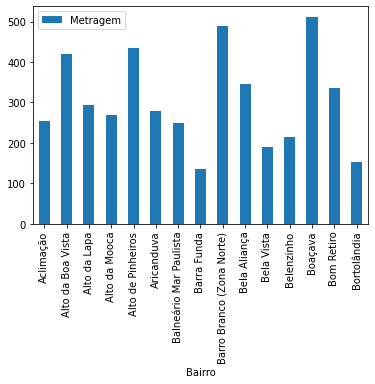 Metragem
500
400
300
200
100
0
Aclimação
Alto da Boa Vista
Alto da Lapa
Alto da Mooca
Alto de Pinheiros
Aricanduva
Balneário Mar Paulista
Barra Funda
Barro Branco (Zona Norte)
Bela Aliança
Bela Vista
Belenzinho
Boaçava
Bom Retiro
Bortolândia
Bairro